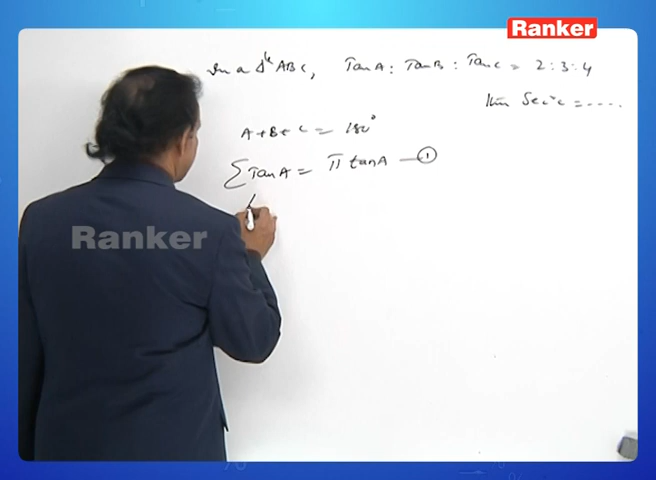 Ranker
In a Δle ABC, TanA : TanB : TanC = 2:3:4
then Sec²c = ....
A+B+C = 180°
∑ TanA = π tanA — ①
Ranker